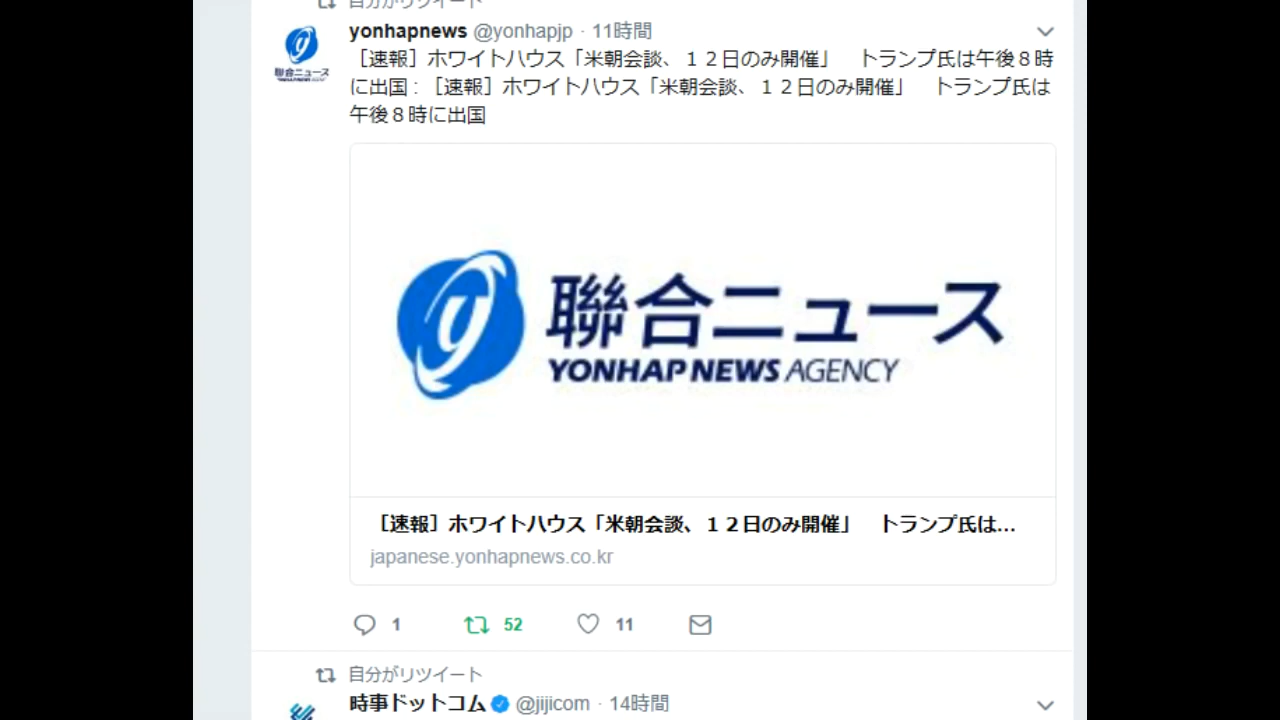 自分がリツイート
yonhapnews @yonhapjp · 11時間
聯合ニュース
［速報］ホワイトハウス「米朝会談、１２日のみ開催」　トランプ氏は午後８時
に出国 : ［速報］ホワイトハウス「米朝会談、１２日のみ開催」　トランプ氏は
午後８時に出国
聯合ニュース
YONHAP NEWS AGENCY
［速報］ホワイトハウス「米朝会談、１２日のみ開催」　トランプ氏は...
japanese.yonhapnews.co.kr
1 52 11
自分がリツイート
時事ドットコム @jijicom · 14時間